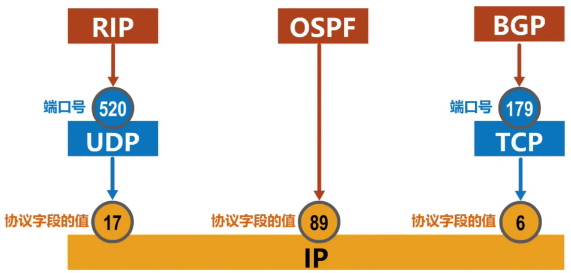 RIP OSPF BGP
端口号 520 端口号 179
UDP TCP
协议字段的值 17 协议字段的值 89 协议字段的值 6
IP